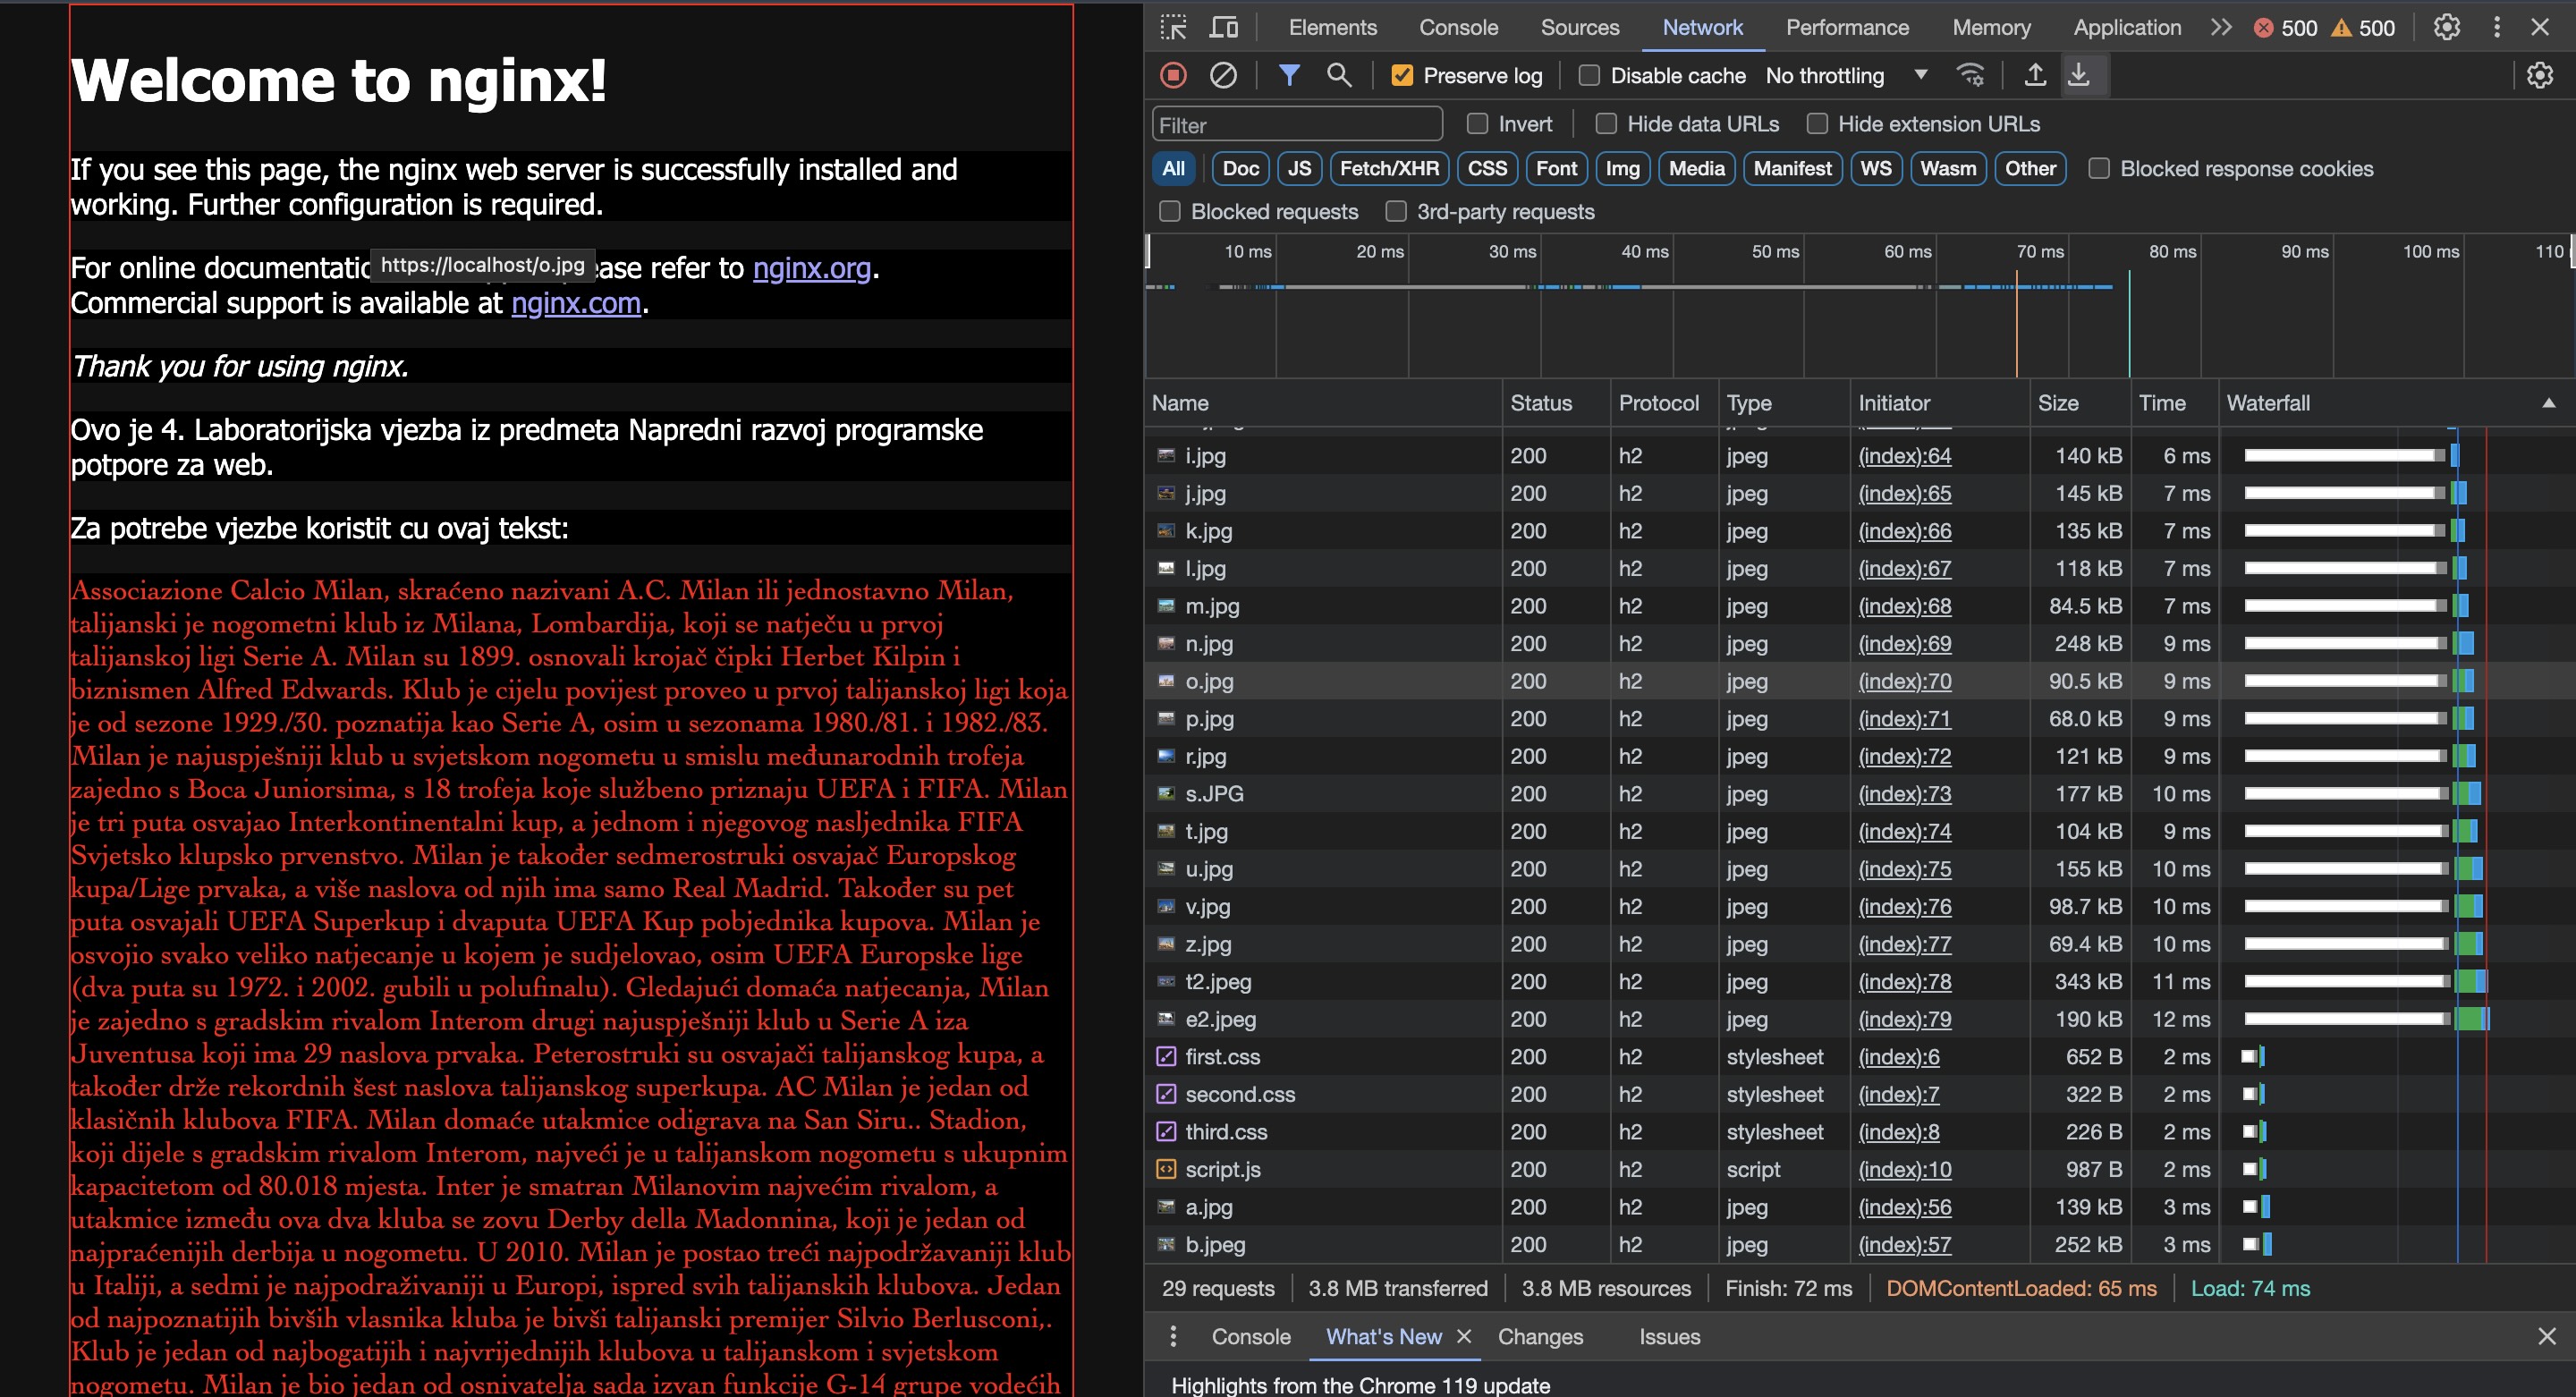 Welcome to nginx!
If you see this page, the nginx web server is successfully installed and
working. Further configuration is required.
https://localhost/o.jpg
For online documentatic ease refer to nginx.org.
Commercial support is available at nginx.com.
Thank you for using nginx.
Ovo je 4. Laboratorijska vjezba iz predmeta Napredni razvoj programske
potpore za web.
Za potrebe vjezbe koristit cu ovaj tekst:
Associazione Calcio Milan, skraćeno nazivani A.C. Milan ili jednostavno Milan,
talijanski je nogometni klub iz Milana, Lombardija, koji se natječu u prvoj
talijanskoj ligi Serie A. Milan su 1899. osnovali krojač čipki Herbet Kilpin i
biznismen Alfred Edwards. Klub je cijelu povijest proveo u prvoj talijanskoj ligi koja
je od sezone 1929./30. poznatija kao Serie A, osim u sezonama 1980./81. i 1982./83.
Milan je najuspješniji klub u svjetskom nogometu u smislu međunarodnih trofeja
zajedno s Boca Juniorsima, s 18 trofeja koje službeno priznaju UEFA i FIFA. Milan
je tri puta osvajao Interkontinentalni kup, a jednom i njegovog nasljednika FIFA
Svjetsko klupsko prvenstvo. Milan je također sedmerostruki osvajač Europskog
kupa/Lige prvaka, a više naslova od njih ima samo Real Madrid. Također su pet
puta osvajali UEFA Superkup i dvaputa UEFA Kup pobjednika kupova. Milan je
osvojio svako veliko natjecanje u kojem je sudjelovao, osim UEFA Europske lige
(dva puta su 1972. i 2002. gubili u polufinalu). Gledajući domaća natjecanja, Milan
je zajedno s gradskim rivalom Interom drugi najuspješniji klub u Serie A iza
Juventusa koji ima 29 naslova prvaka. Peterostruki su osvajači talijanskog kupa, a
također drže rekordnih šest naslova talijanskog superkupa. AC Milan je jedan od
klasičnih klubova FIFA. Milan domaće utakmice odigrava na San Siru.. Stadion,
koji dijele s gradskim rivalom Interom, najveći je u talijanskom nogometu s ukupnim
kapacitetom od 80.018 mjesta. Inter je smatran Milanovim najvećim rivalom, a
utakmice između ova dva kluba se zovu Derby della Madonnina, koji je jedan od
najpraćenijih derbija u nogometu. U 2010. Milan je postao treći najpodržavaniji klub
u Italiji, a sedmi je najpodraživaniji u Europi, ispred svih talijanskih klubova. Jedan
od najpoznatijih bivših vlasnika kluba je bivši talijanski premijer Silvio Berlusconi,.
Klub je jedan od najbogatijih i najvrijednijih klubova u talijanskom i svjetskom
nogometu. Milan je bio jedan od osnivatelja sada izvan funkcije G-14 grupe vodećih
Elements Console Sources Network Performance Memory Application 500 500
Preserve log Disable cache No throttling
Filter Invert Hide data URLs Hide extension URLs
All Doc JS Fetch/XHR CSS Font Img Media Manifest WS Wasm Other Blocked response cookies
Blocked requests 3rd-party requests
10 ms 20 ms 30 ms 40 ms 50 ms 60 ms 70 ms 80 ms 90 ms 100 ms 110
Name Status Protocol Type Initiator Size Time Waterfall
i.jpg 200 h2 jpeg (index):64 140 kB 6 ms
j.jpg 200 h2 jpeg (index):65 145 kB 7 ms
k.jpg 200 h2 jpeg (index):66 135 kB 7 ms
l.jpg 200 h2 jpeg (index):67 118 kB 7 ms
m.jpg 200 h2 jpeg (index):68 84.5 kB 7 ms
n.jpg 200 h2 jpeg (index):69 248 kB 9 ms
o.jpg 200 h2 jpeg (index):70 90.5 kB 9 ms
p.jpg 200 h2 jpeg (index):71 68.0 kB 9 ms
r.jpg 200 h2 jpeg (index):72 121 kB 9 ms
s.JPG 200 h2 jpeg (index):73 177 kB 10 ms
t.jpg 200 h2 jpeg (index):74 104 kB 9 ms
u.jpg 200 h2 jpeg (index):75 155 kB 10 ms
v.jpg 200 h2 jpeg (index):76 98.7 kB 10 ms
z.jpg 200 h2 jpeg (index):77 69.4 kB 10 ms
t2.jpeg 200 h2 jpeg (index):78 343 kB 11 ms
e2.jpeg 200 h2 jpeg (index):79 190 kB 12 ms
first.css 200 h2 stylesheet (index):6 652 B 2 ms
second.css 200 h2 stylesheet (index):7 322 B 2 ms
third.css 200 h2 stylesheet (index):8 226 B 2 ms
script.js 200 h2 script (index):10 987 B 2 ms
a.jpg 200 h2 jpeg (index):56 139 kB 3 ms
b.jpeg 200 h2 jpeg (index):57 252 kB 3 ms
29 requests 3.8 MB transferred 3.8 MB resources Finish: 72 ms DOMContentLoaded: 65 ms Load: 74 ms
Console What's New Changes Issues
Highlights from the Chrome 119 update